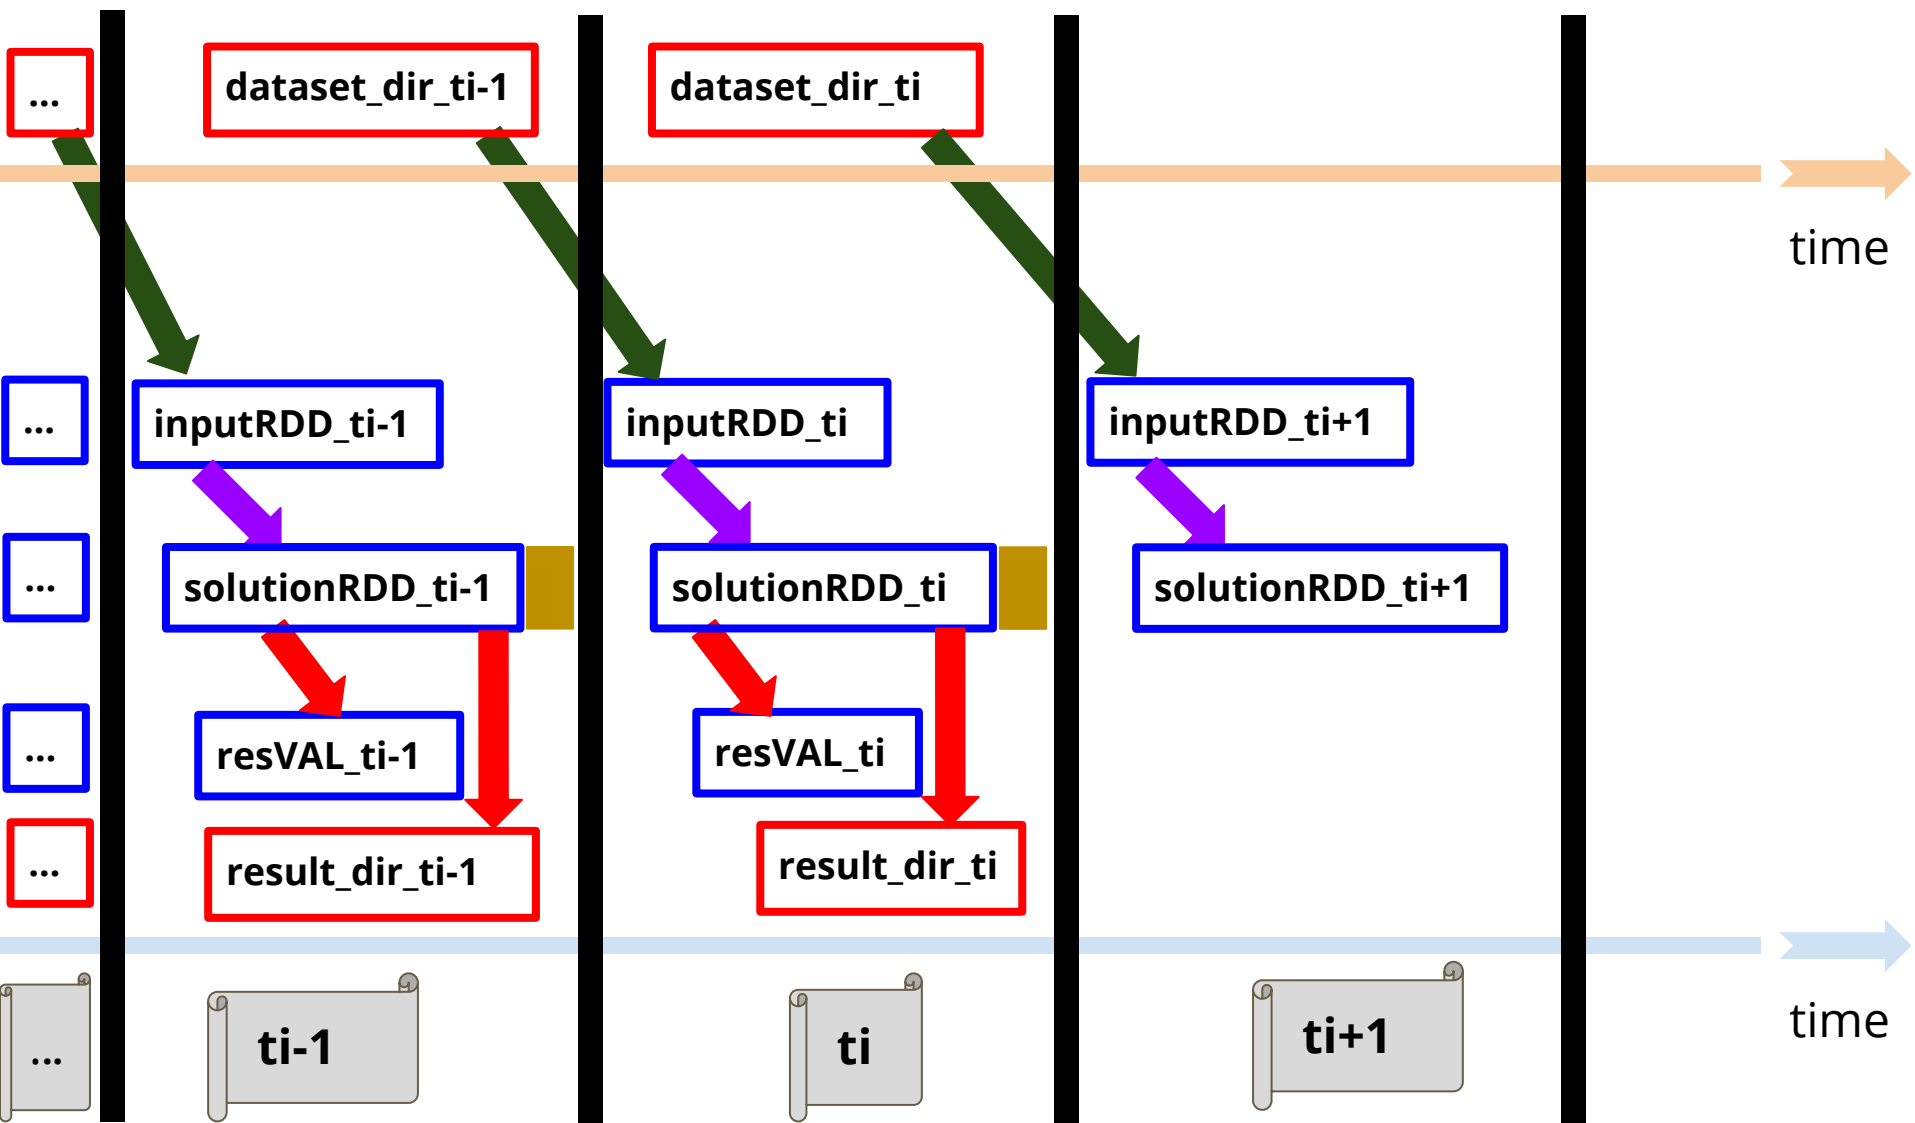 ...
dataset_dir_ti-1
dataset_dir_ti
time
...
inputRDD_ti-1
inputRDD_ti
inputRDD_ti+1
...
solutionRDD_ti-1
solutionRDD_ti
solutionRDD_ti+1
...
resVAL_ti-1
resVAL_ti
...
result_dir_ti-1
result_dir_ti
...
ti-1
ti
ti+1
time